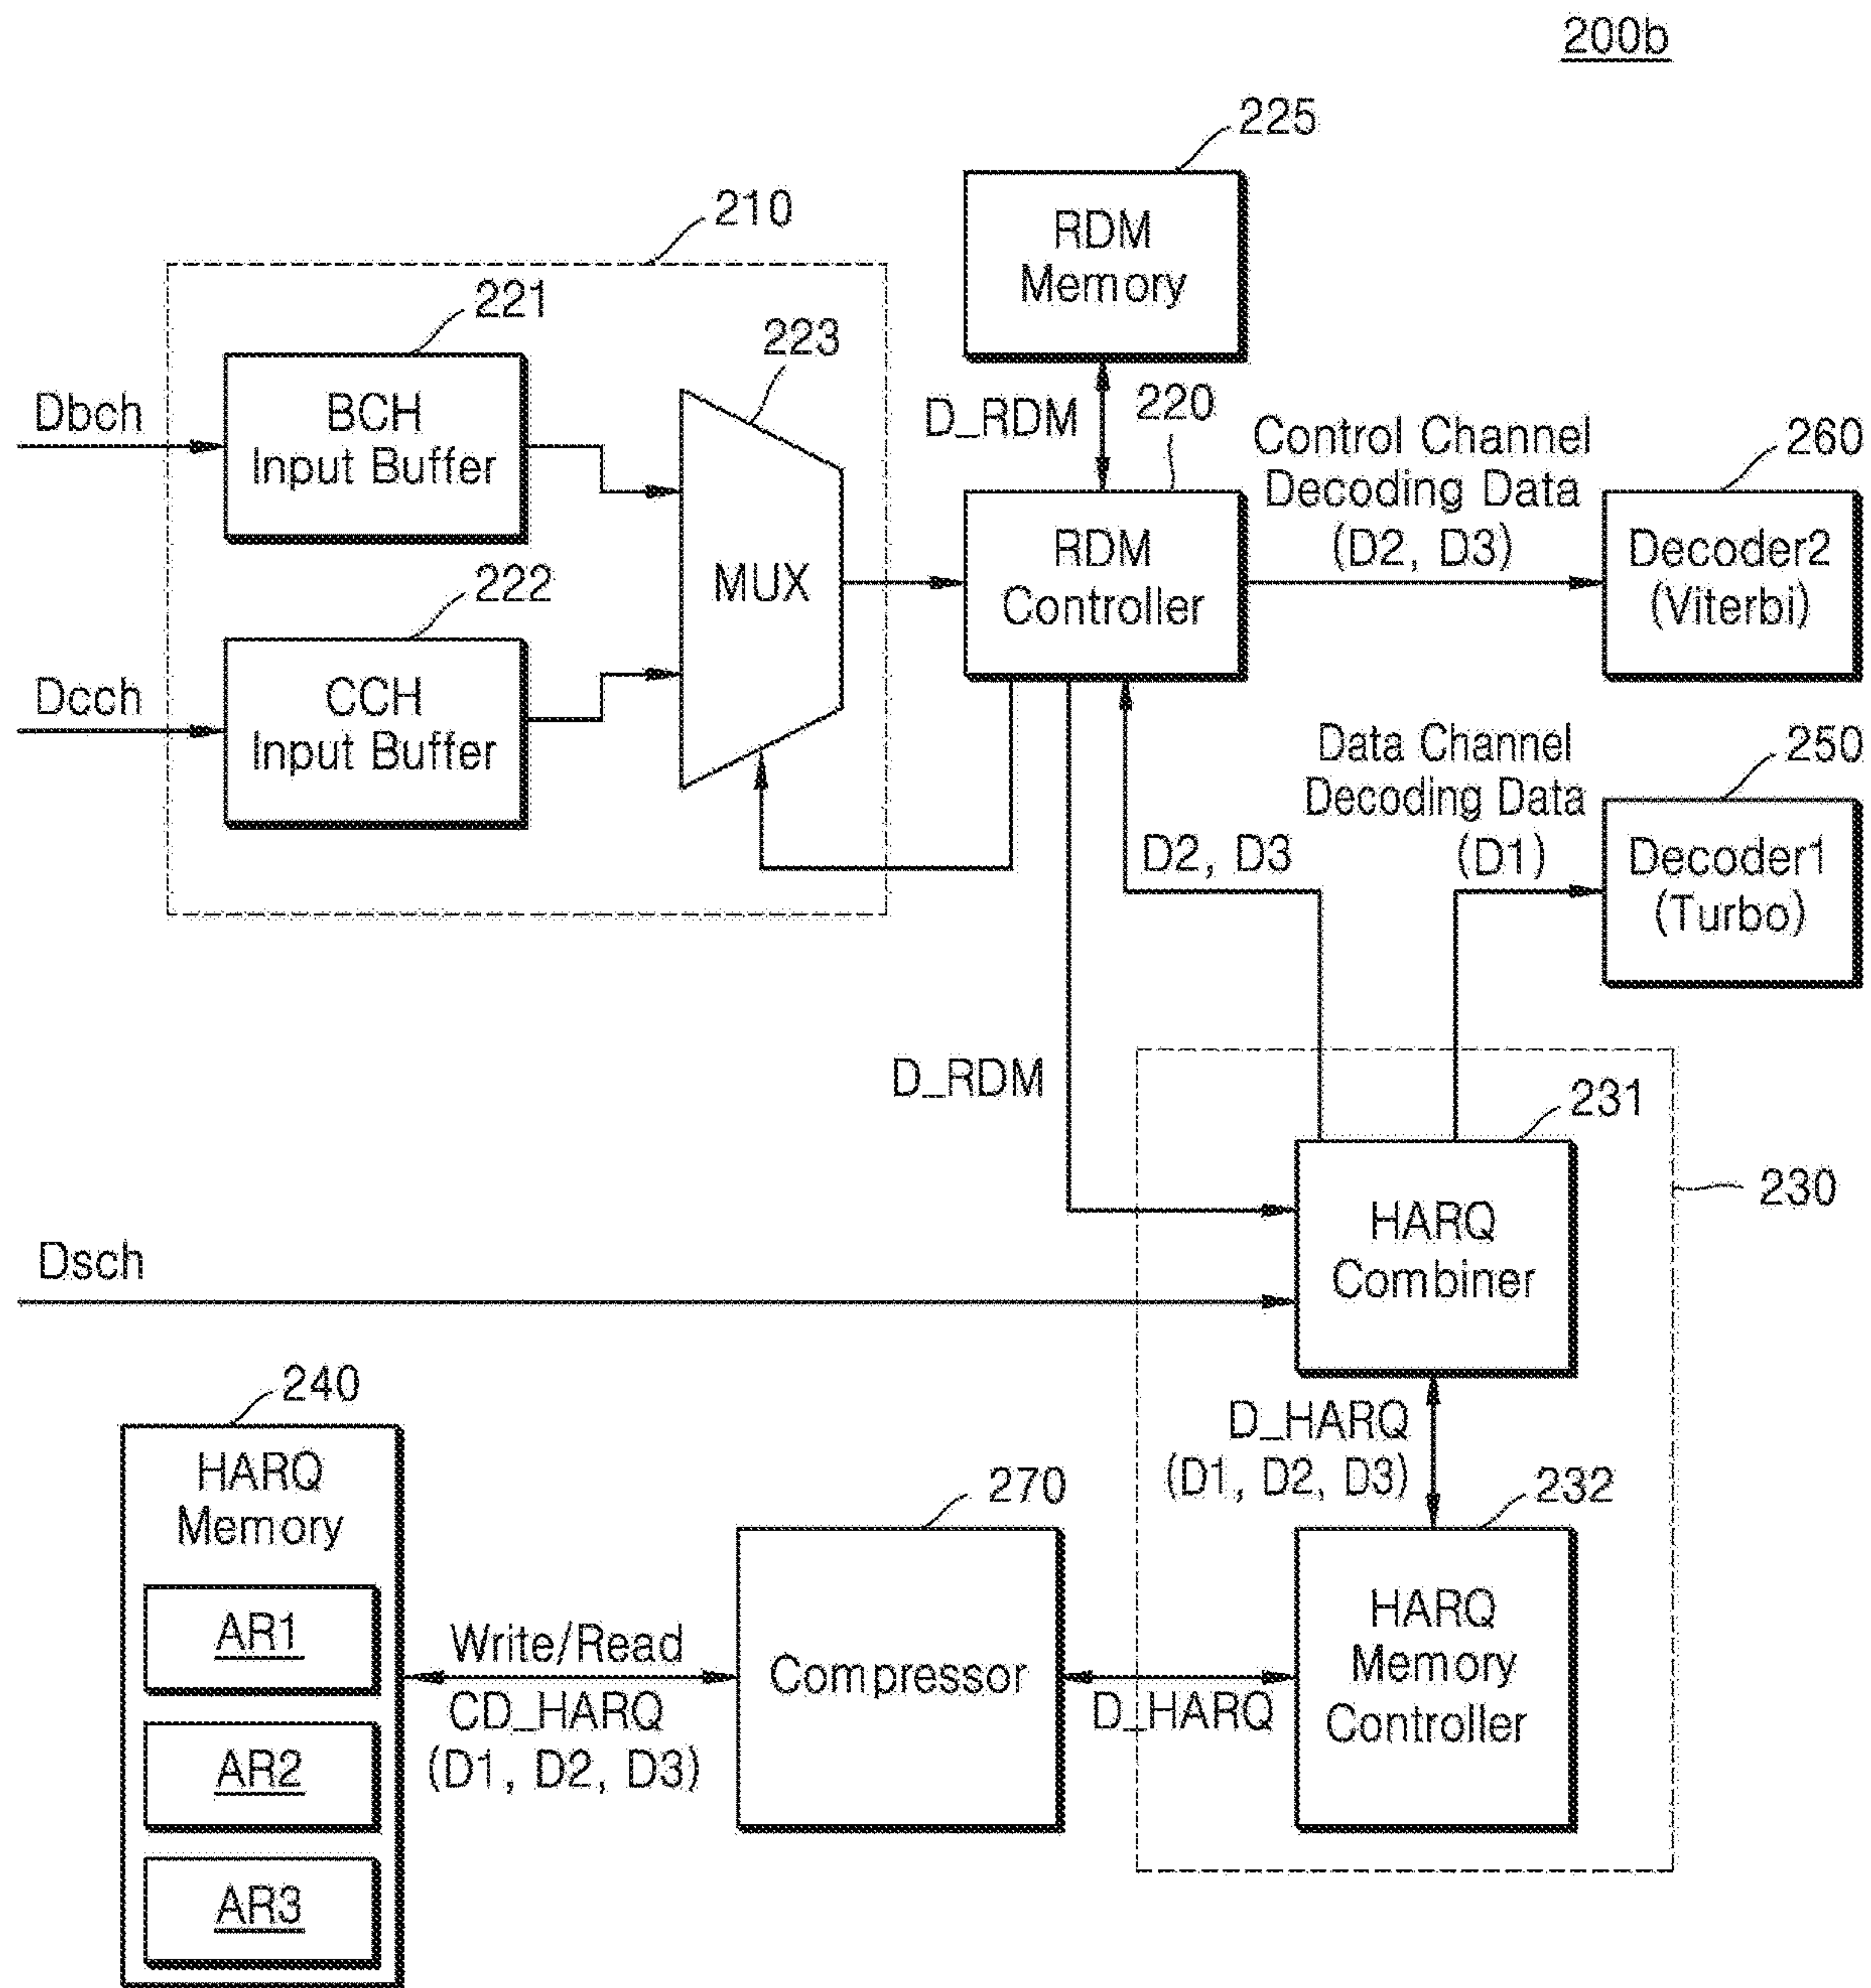 200b
225
RDM
Memory
210
221
223
BCH
Input Buffer
Dbch
D_RDM
220
Control Channel
Decoding Data
(D2, D3)
260
MUX
RDM
Controller
Decoder2
(Viterbi)
222
CCH
Input Buffer
Dcch
Data Channel
Decoding Data
(D1)
250
D2, D3
Decoder1
(Turbo)
D_RDM
231
230
HARQ
Combiner
Dsch
240
HARQ
Memory
D_HARQ
(D1, D2, D3)
270
232
AR1
Write/Read
CD_HARQ
(D1, D2, D3)
Compressor
D_HARQ
HARQ
Memory
Controller
AR2
AR3